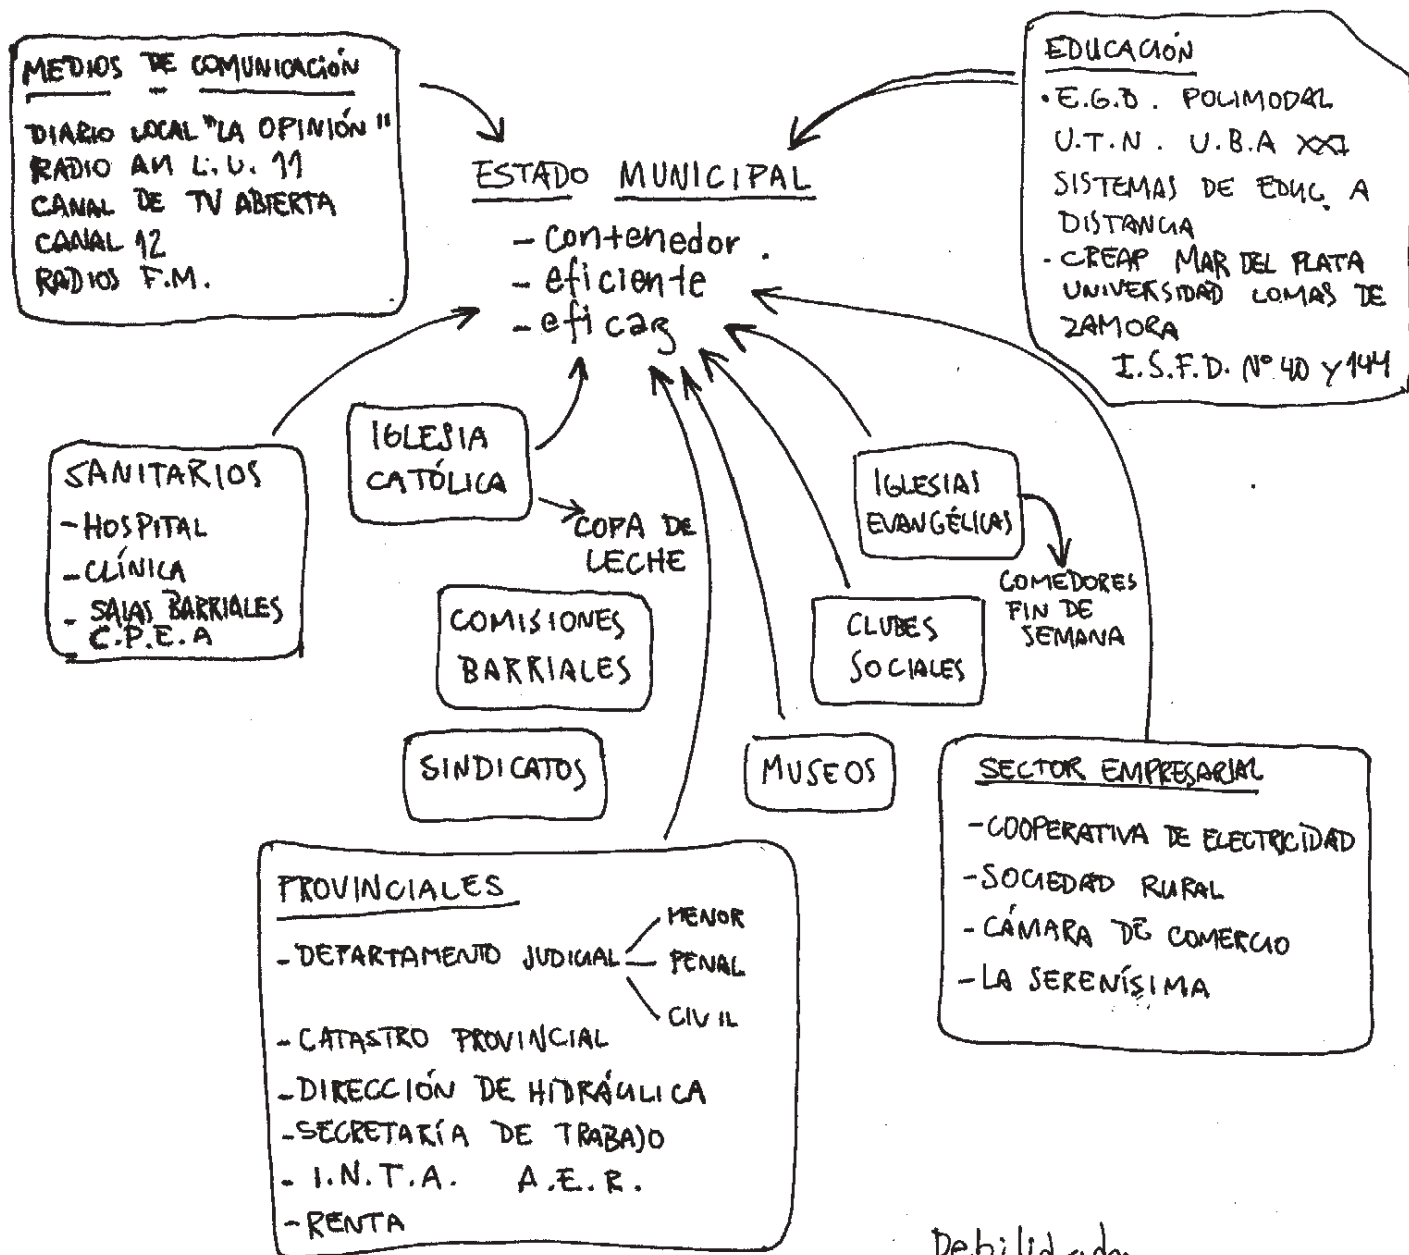 MEDIOS DE COMUNICACIÓN
DIARIO LOCAL "LA OPINIÓN"
RADIO AM L.U. 11
CANAL DE TV ABIERTA
CANAL 12
RADIOS F.M.
EDUCACIÓN
· E.G.B. POLIMODAL
U.T.N. U.B.A XXI
SISTEMAS DE EDUC. A
DISTANCIA
· CREAP MAR DEL PLATA
UNIVERSIDAD LOMAS DE
ZAMORA
I.S.F.D. Nº 40 Y 144
ESTADO MUNICIPAL
- contenedor.
- eficiente
- eficaz
SANITARIOS
- HOSPITAL
- CLÍNICA
- SALAS BARRIALES
C.P.E.A
IGLESIA
CATÓLICA
COPA DE
LECHE
IGLESIAS
EVANGÉLICAS
COMEDORES
FIN DE
SEMANA
COMISIONES
BARRIALES
CLUBES
SOCIALES
SINDICATOS
MUSEOS
SECTOR EMPRESARIAL
- COOPERATIVA DE ELECTRICIDAD
- SOCIEDAD RURAL
- CÁMARA DE COMERCIO
- LA SERENÍSIMA
PROVINCIALES
- DEPARTAMENTO JUDICIAL
MENOR
PENAL
CIVIL
- CATASTRO PROVINCIAL
- DIRECCIÓN DE HIDRÁULICA
- SECRETARÍA DE TRABAJO
- I.N.T.A. A.E.R.
- RENTA